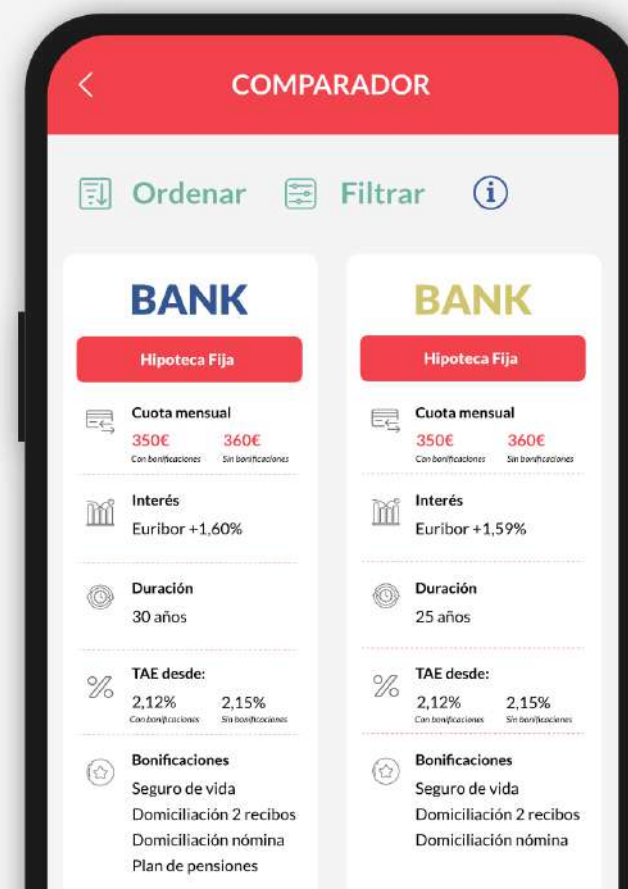 COMPARADOR
Ordenar Filtrar i
BANK
Hipoteca Fija
Cuota mensual
350€ 360€
Con bonificaciones Sin bonificaciones
Interés
Euribor +1,60%
Duración
30 años
TAE desde:
2,12% 2,15%
Con bonificaciones Sin bonificaciones
Bonificaciones
Seguro de vida
Domiciliación 2 recibos
Domiciliación nómina
Plan de pensiones
BANK
Hipoteca Fija
Cuota mensual
350€ 360€
Con bonificaciones Sin bonificaciones
Interés
Euribor +1,59%
Duración
25 años
TAE desde:
2,12% 2,15%
Con bonificaciones Sin bonificaciones
Bonificaciones
Seguro de vida
Domiciliación 2 recibos
Domiciliación nómina